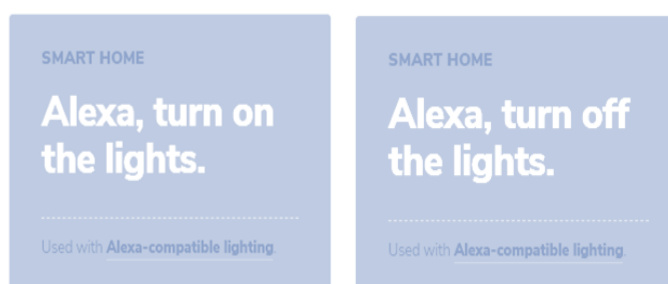 SMART HOME
Alexa, turn on
the lights.
Used with Alexa-compatible lighting.
SMART HOME
Alexa, turn off
the lights.
Used with Alexa-compatible lighting.